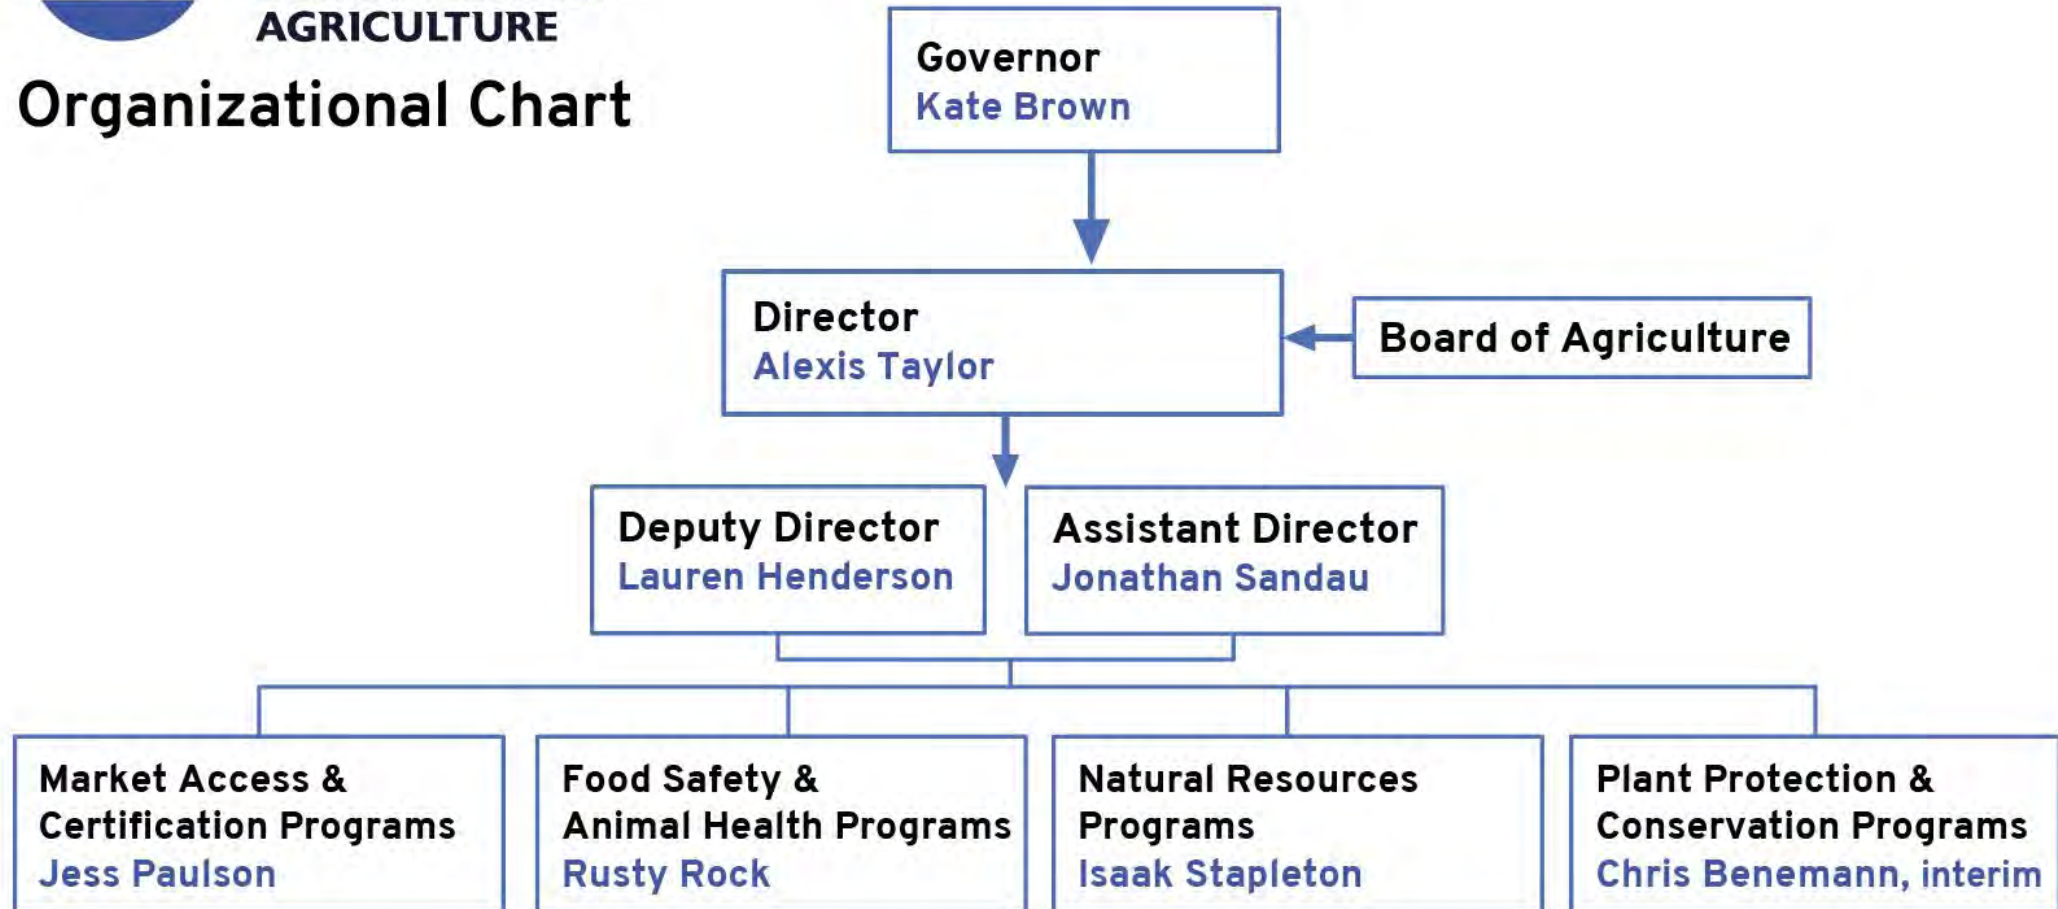 AGRICULTURE
Organizational Chart
Governor
Kate Brown
Director
Alexis Taylor
Board of Agriculture
Deputy Director
Lauren Henderson
Assistant Director
Jonathan Sandau
Market Access &
Certification Programs
Jess Paulson
Food Safety &
Animal Health Programs
Rusty Rock
Natural Resources
Programs
Isaak Stapleton
Plant Protection &
Conservation Programs
Chris Benemann, interim